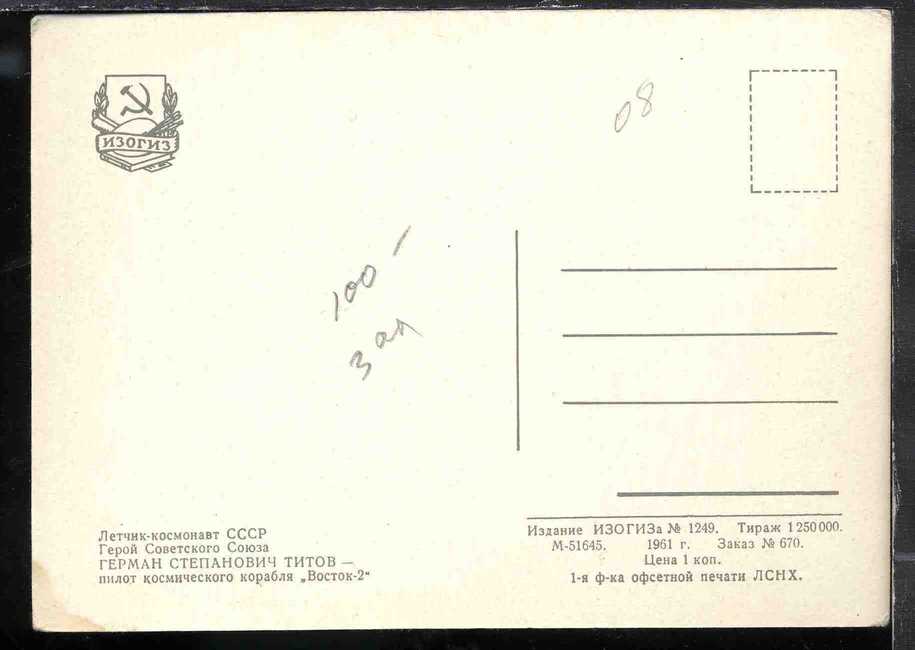 ИЗОГИЗ
08
100 —
Летчик-космонавт СССР
Герой Советского Союза
ГЕРМАН СТЕПАНОВИЧ ТИТОВ —
пилот космического корабля „Восток-2“
Издание ИЗОГИЗа № 1249. Тираж 1 250 000.
М-51645. 1961 г. Заказ № 670.
Цена 1 коп.
1-я ф-ка офсетной печати ЛСНХ.